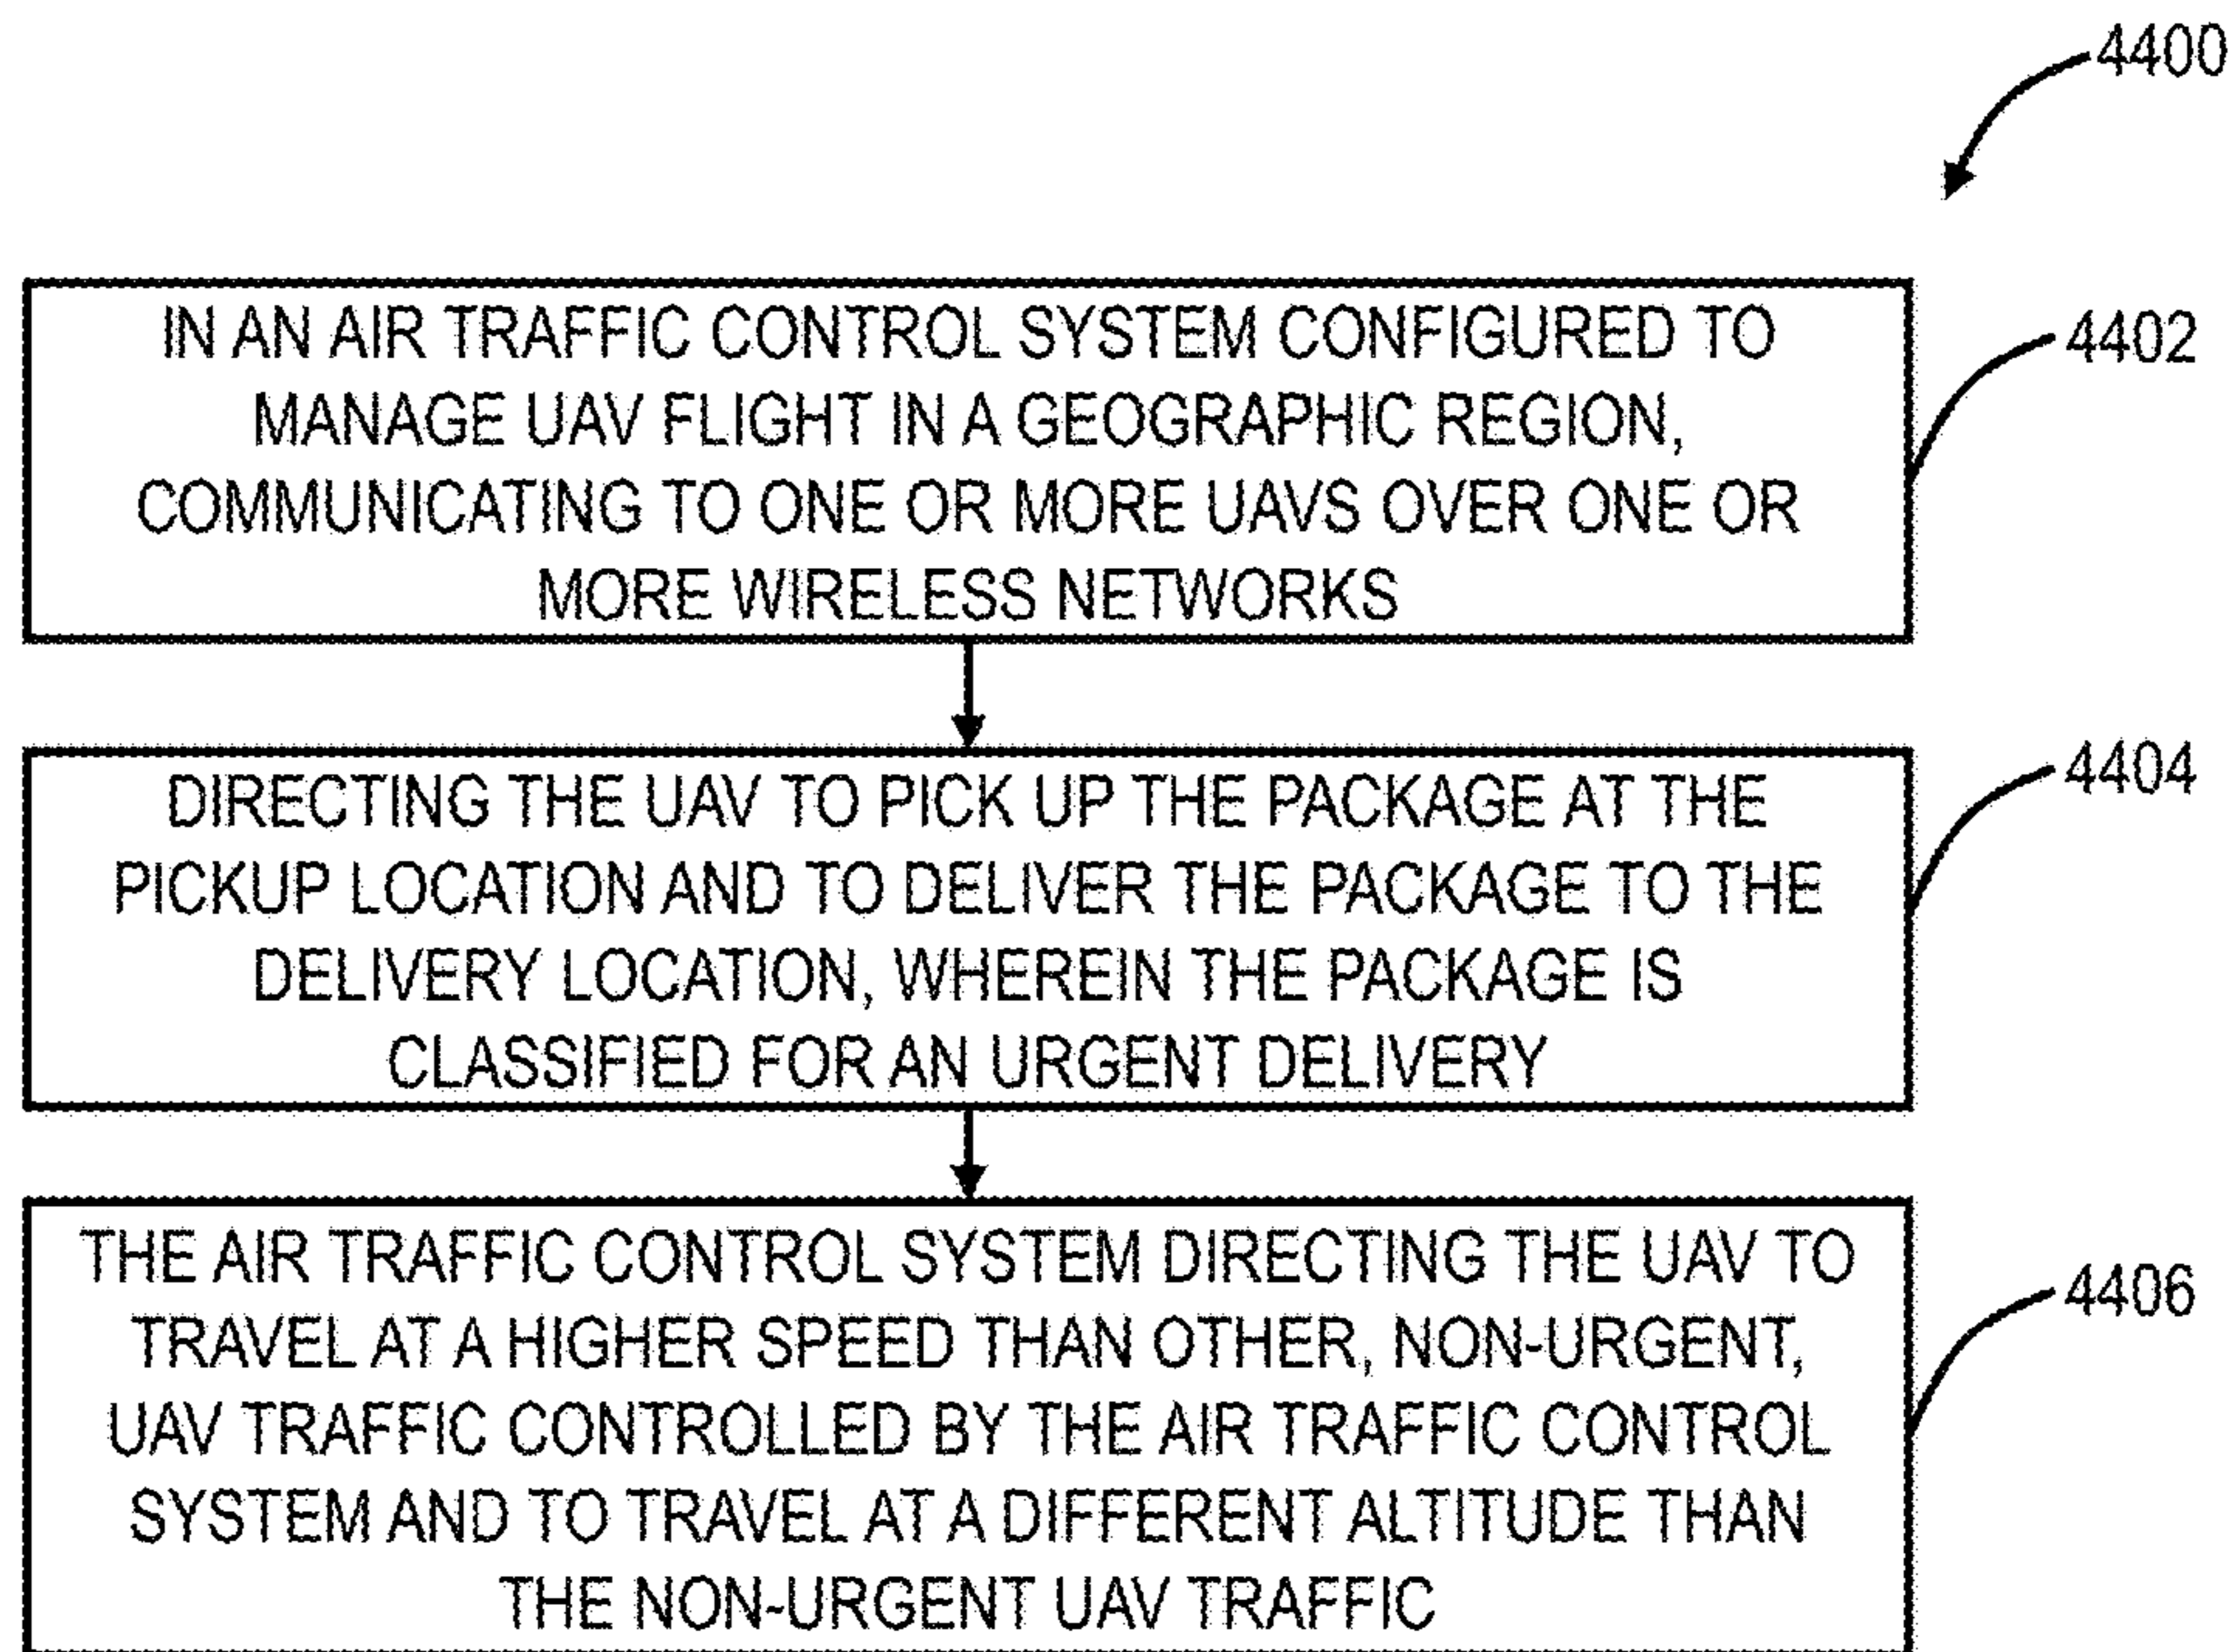 4400
IN AN AIR TRAFFIC CONTROL SYSTEM CONFIGURED TO
MANAGE UAV FLIGHT IN A GEOGRAPHIC REGION,
COMMUNICATING TO ONE OR MORE UAVS OVER ONE OR
MORE WIRELESS NETWORKS
4402
DIRECTING THE UAV TO PICK UP THE PACKAGE AT THE
PICKUP LOCATION AND TO DELIVER THE PACKAGE TO THE
DELIVERY LOCATION, WHEREIN THE PACKAGE IS
CLASSIFIED FOR AN URGENT DELIVERY
4404
THE AIR TRAFFIC CONTROL SYSTEM DIRECTING THE UAV TO
TRAVEL AT A HIGHER SPEED THAN OTHER, NON-URGENT,
UAV TRAFFIC CONTROLLED BY THE AIR TRAFFIC CONTROL
SYSTEM AND TO TRAVEL AT A DIFFERENT ALTITUDE THAN
THE NON-URGENT UAV TRAFFIC
4406